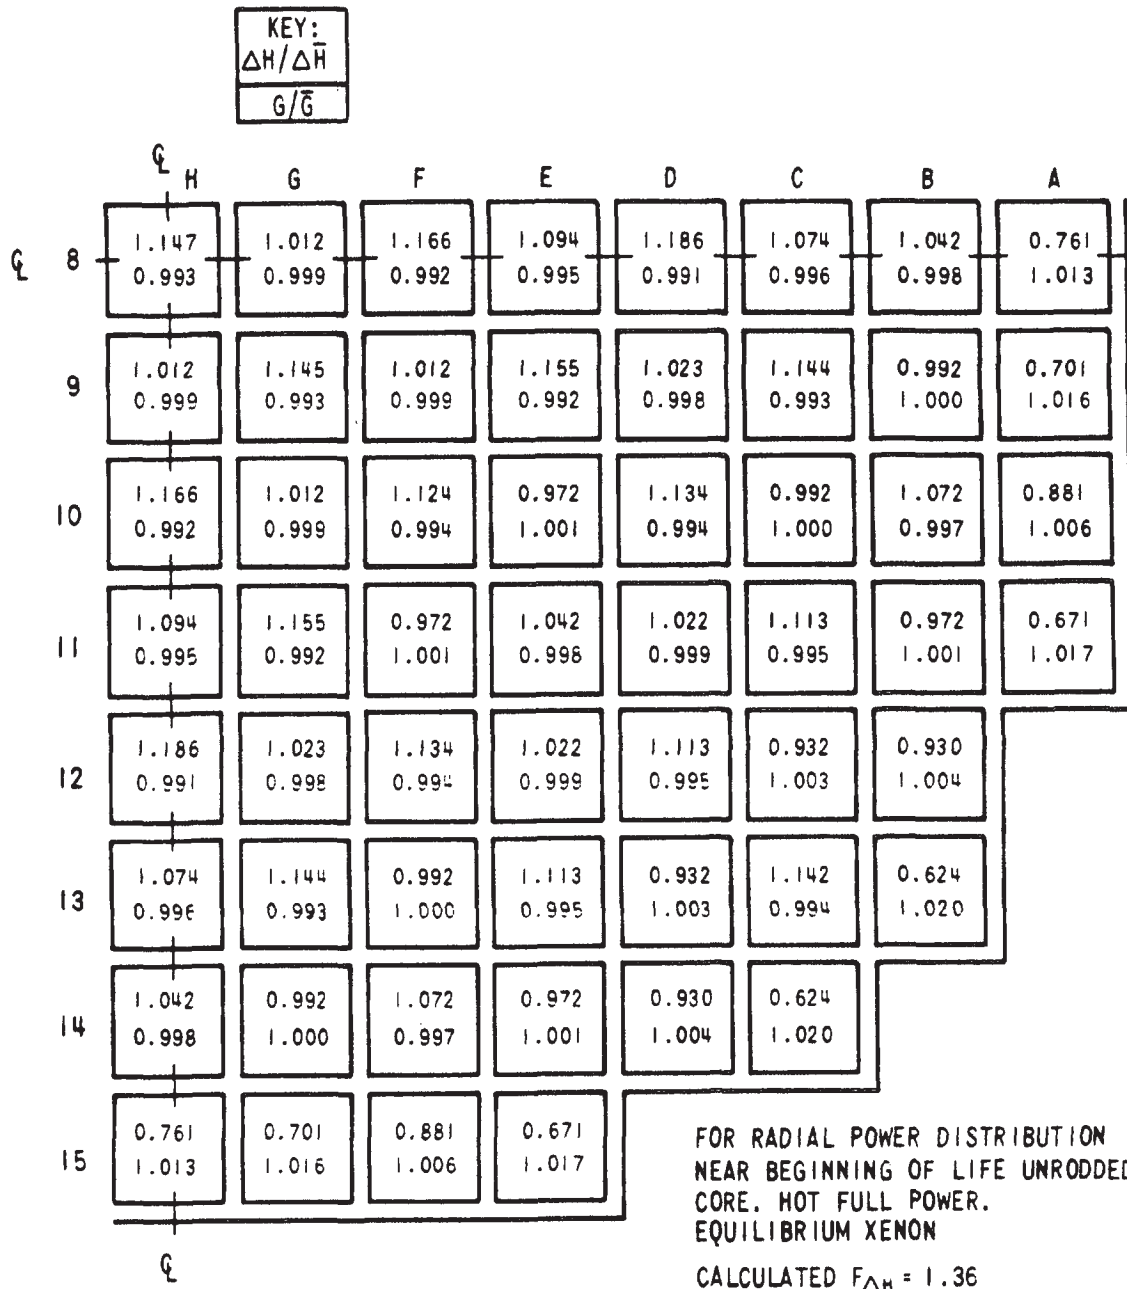 KEY:
△H/△H̅
G/G̅
℄
H G F E D C B A
1.147 1.012 1.166 1.094 1.186 1.074 1.042 0.761
℄ 8
0.993 0.999 0.992 0.995 0.991 0.996 0.998 1.013
1.012 1.145 1.012 1.155 1.023 1.144 0.992 0.701
9
0.999 0.993 0.999 0.992 0.998 0.993 1.000 1.016
1.166 1.012 1.124 0.972 1.134 0.992 1.072 0.881
10
0.992 0.999 0.994 1.001 0.994 1.000 0.997 1.006
1.094 1.155 0.972 1.042 1.022 1.113 0.972 0.671
11
0.995 0.992 1.001 0.998 0.999 0.995 1.001 1.017
1.186 1.023 1.134 1.022 1.113 0.932 0.930
12
0.991 0.998 0.994 0.999 0.995 1.003 1.004
1.074 1.144 0.992 1.113 0.932 1.142 0.624
13
0.996 0.993 1.000 0.995 1.003 0.994 1.020
1.042 0.992 1.072 0.972 0.930 0.624
14
0.998 1.000 0.997 1.001 1.004 1.020
0.761 0.701 0.881 0.671
15
1.013 1.016 1.006 1.017
℄
FOR RADIAL POWER DISTRIBUTION
NEAR BEGINNING OF LIFE UNRODDED
CORE. HOT FULL POWER.
EQUILIBRIUM XENON
CALCULATED F△H = 1.36